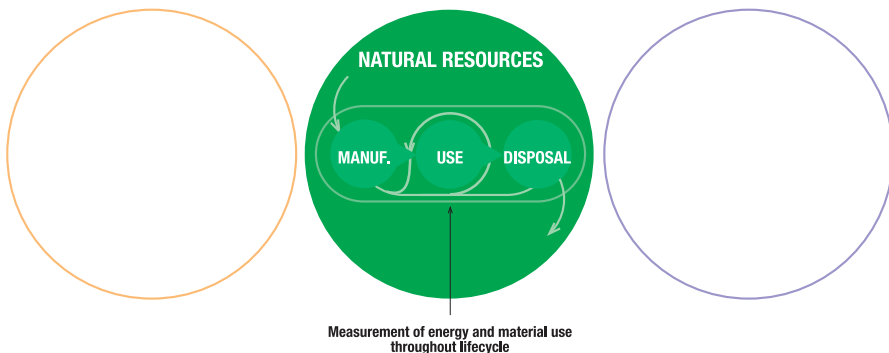 NATURAL RESOURCES
MANUF.
USE
DISPOSAL
Measurement of energy and material use
throughout lifecycle